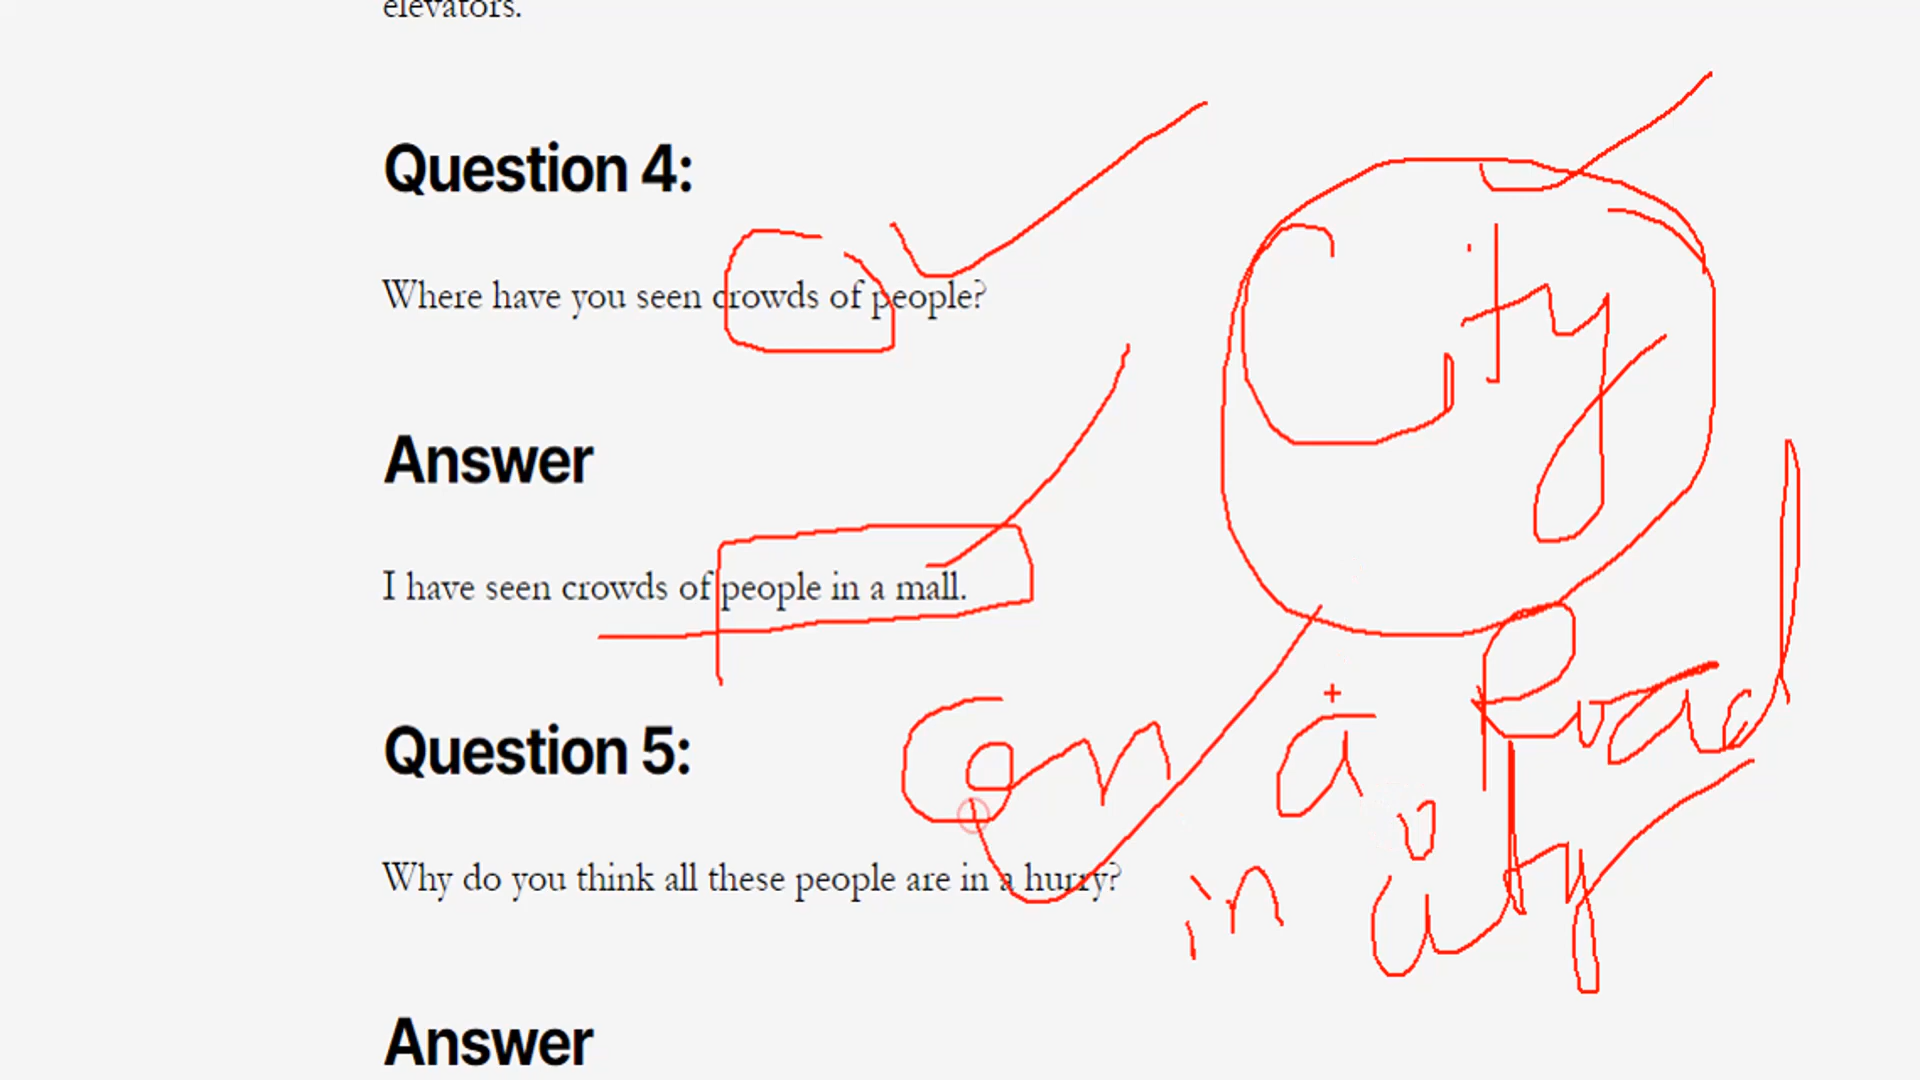 elevators.
Question 4:
Where have you seen crowds of people?
City
Answer
I have seen crowds of people in a mall.
Question 5:
On a Road
Why do you think all these people are in a hurry?
in city
Answer